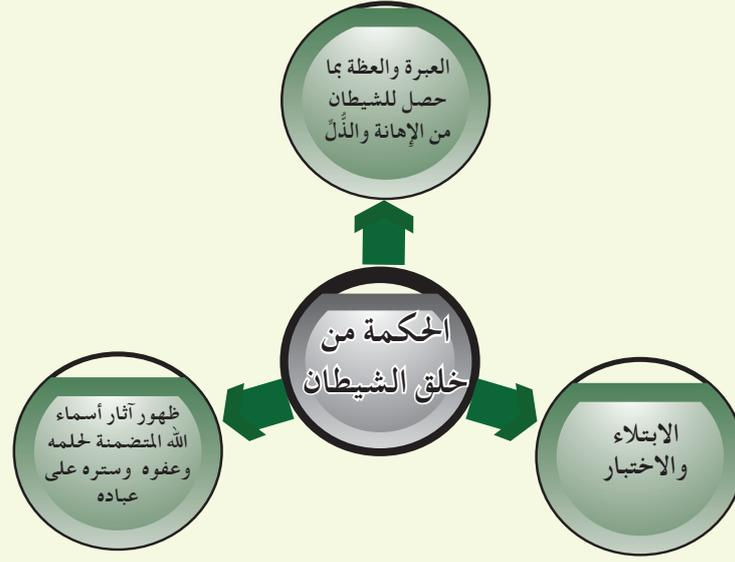 العبرة والعظة بما
حصل للشيطان
من الإهانة والذُّلِّ
الحكمة من
خلق الشيطان
الابتلاء
والاختبار
ظهور آثار أسماء
الله المتضمنة لحلمه
وعفوه وستره على
عباده